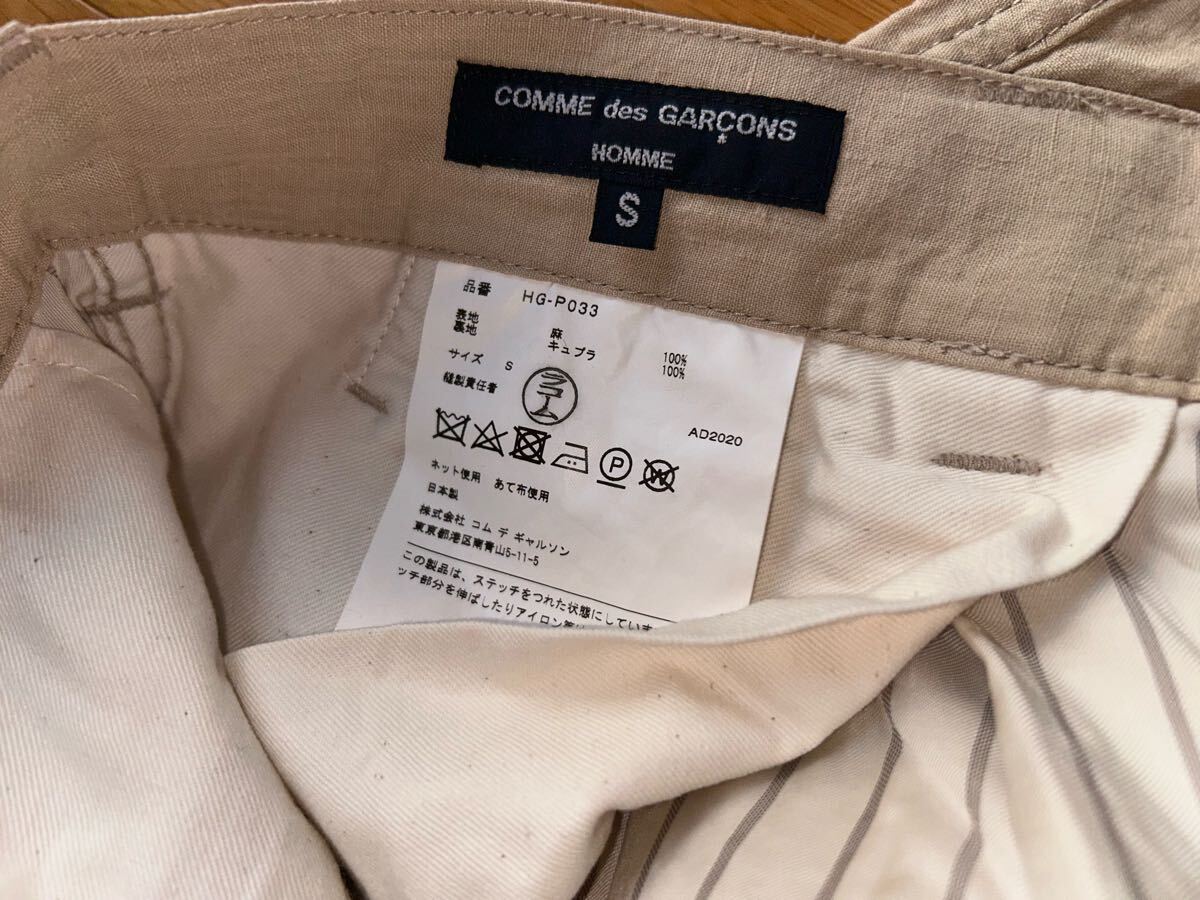 COMME des GARÇONS
HOMME
S
品番 HG-P033
表地 麻 100%
裏地 キュプラ 100%
サイズ S
縫製責任者
AD2020
P
W
ネット使用 あて布使用
日本製
株式会社 コム デ ギャルソン
東京都港区南青山5-11-5
この製品は、ステッチをつれた状態にしています
ッチ部分を伸ばしたりアイロン等